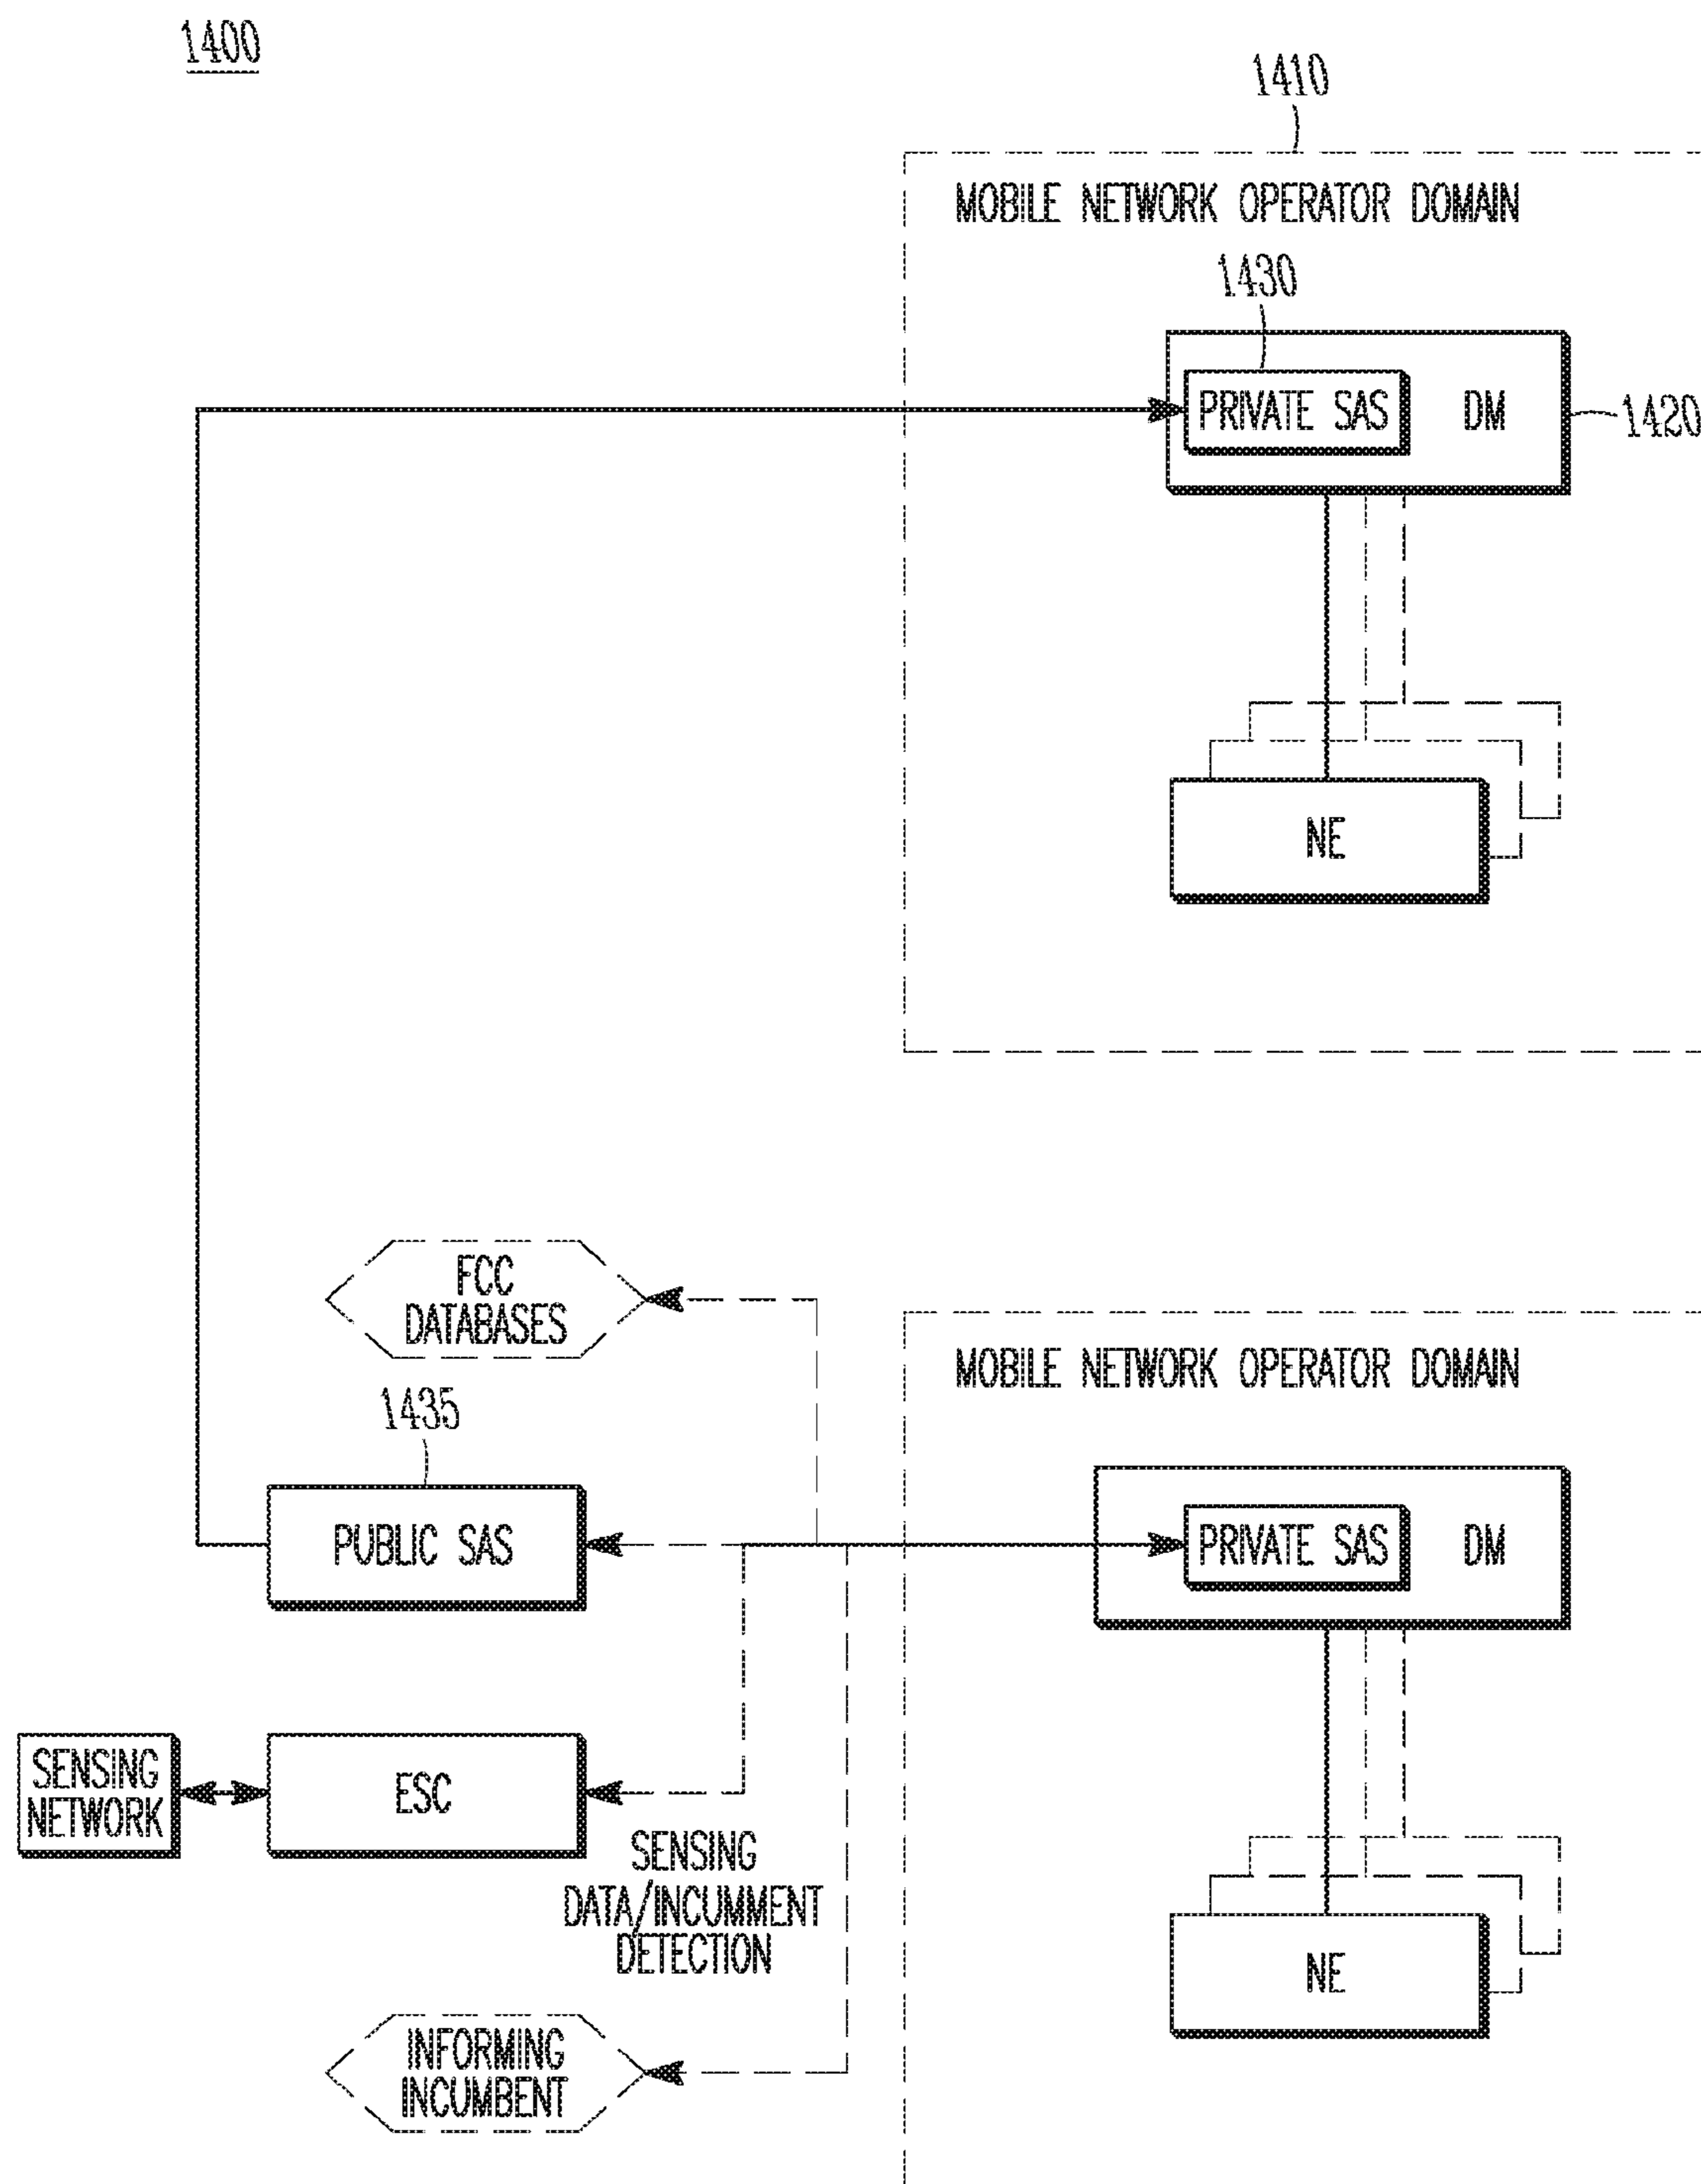 1400
1410
MOBILE NETWORK OPERATOR DOMAIN
1430
PRIVATE SAS
DM
1420
NE
FCC
DATABASES
MOBILE NETWORK OPERATOR DOMAIN
1435
PUBLIC SAS
PRIVATE SAS
DM
SENSING
NETWORK
ESC
SENSING
DATA/INCUMMENT
DETECTION
NE
INFORMING
INCUMBENT